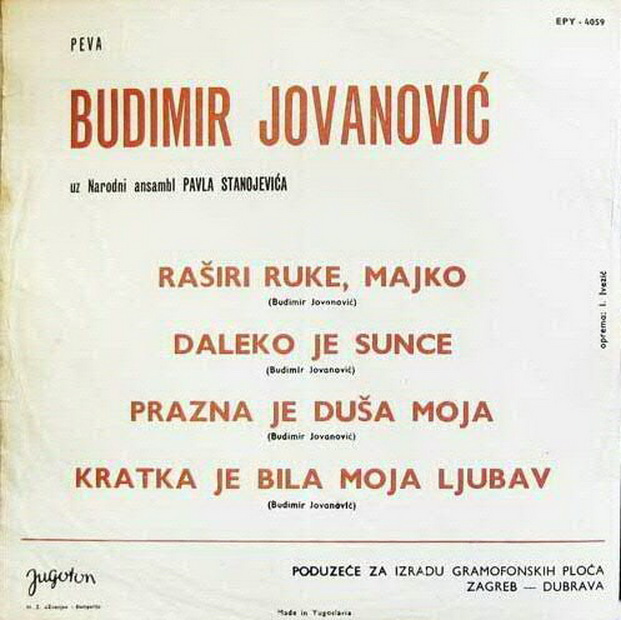 EPY - 4059
PEVA
BUDIMIR JOVANOVIĆ
uz Narodni ansambl PAVLA STANOJEVIĆA
RAŠIRI RUKE, MAJKO
(Budimir Jovanović)
DALEKO JE SUNCE
(Budimir Jovanović)
PRAZNA JE DUŠA MOJA
(Budimir Jovanović)
KRATKA JE BILA MOJA LJUBAV
(Budimir Jovanović)
oprema: I. Ivezić
Jugoton
PODUZEĆE ZA IZRADU GRAMOFONSKIH PLOČA
ZAGREB — DUBRAVA
Made in Yugoslavia